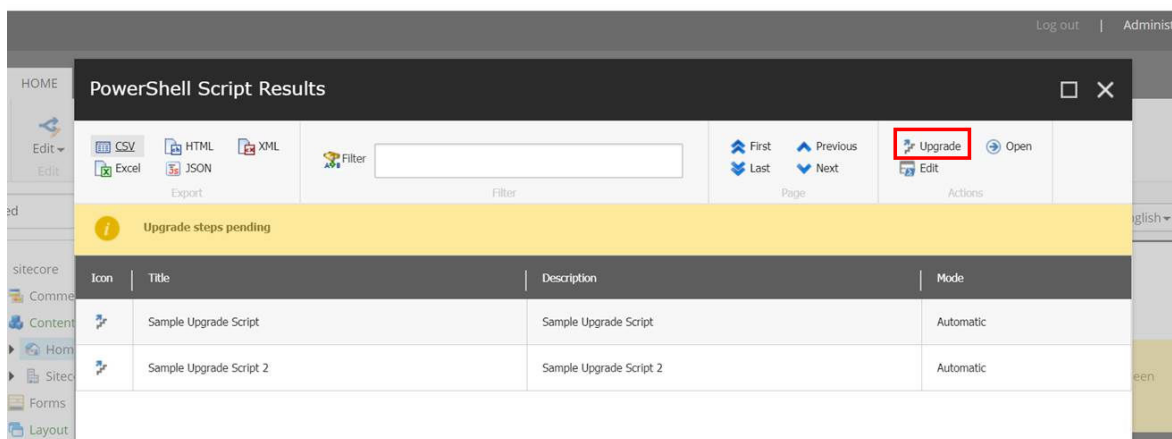 Log out | Administ
HOME
PowerShell Script Results
Edit
Edit
CSV HTML XML
Excel JSON
Export
Filter
Filter
First Previous
Last Next
Page
Upgrade Open
Edit
Actions
ed
glish
Upgrade steps pending
sitecore
Comme
Content
Hom
Sitec
Forms
Layout
Icon Title Description Mode
Sample Upgrade Script Sample Upgrade Script Automatic
Sample Upgrade Script 2 Sample Upgrade Script 2 Automatic
een